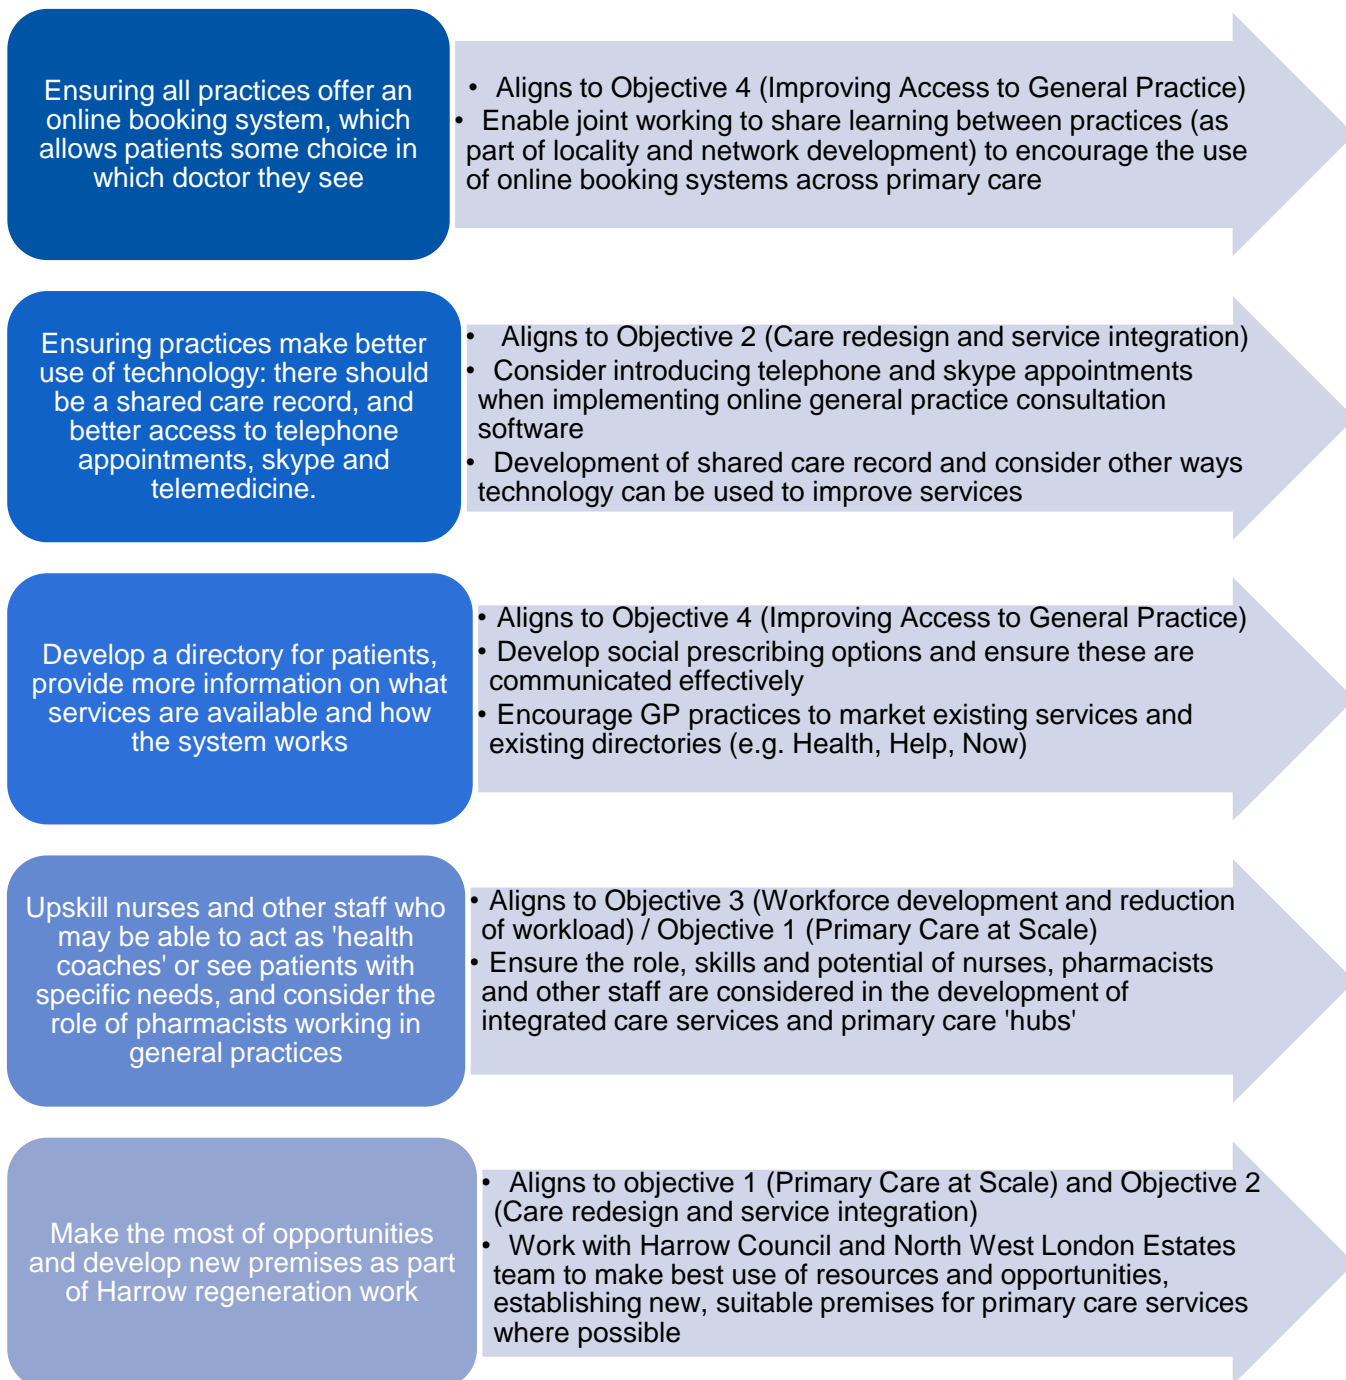 Ensuring all practices offer an
online booking system, which
allows patients some choice in
which doctor they see
• Aligns to Objective 4 (Improving Access to General Practice)
• Enable joint working to share learning between practices (as
part of locality and network development) to encourage the use
of online booking systems across primary care
Ensuring practices make better
use of technology: there should
be a shared care record, and
better access to telephone
appointments, skype and
telemedicine.
• Aligns to Objective 2 (Care redesign and service integration)
• Consider introducing telephone and skype appointments
when implementing online general practice consultation
software
• Development of shared care record and consider other ways
technology can be used to improve services
Develop a directory for patients,
provide more information on what
services are available and how
the system works
• Aligns to Objective 4 (Improving Access to General Practice)
• Develop social prescribing options and ensure these are
communicated effectively
• Encourage GP practices to market existing services and
existing directories (e.g. Health, Help, Now)
Upskill nurses and other staff who
may be able to act as 'health
coaches' or see patients with
specific needs, and consider the
role of pharmacists working in
general practices
• Aligns to Objective 3 (Workforce development and reduction
of workload) / Objective 1 (Primary Care at Scale)
• Ensure the role, skills and potential of nurses, pharmacists
and other staff are considered in the development of
integrated care services and primary care 'hubs'
Make the most of opportunities
and develop new premises as part
of Harrow regeneration work
• Aligns to objective 1 (Primary Care at Scale) and Objective 2
(Care redesign and service integration)
• Work with Harrow Council and North West London Estates
team to make best use of resources and opportunities,
establishing new, suitable premises for primary care services
where possible